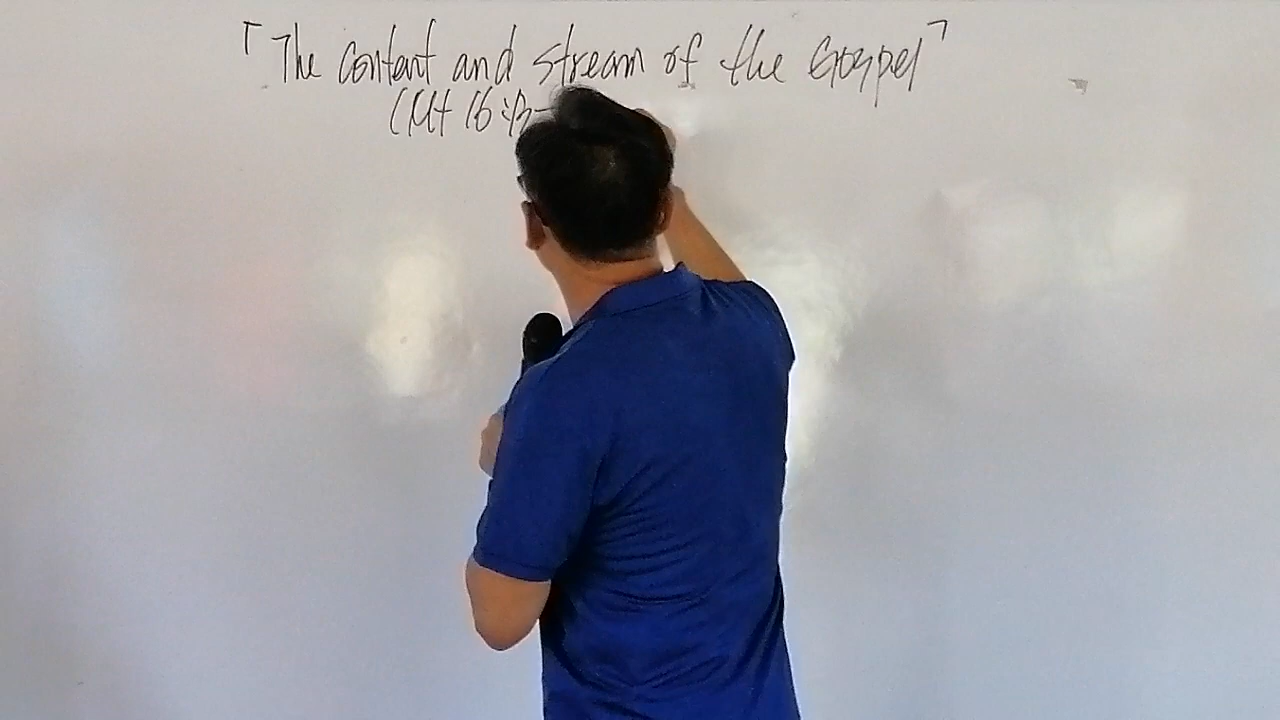 「The content and stream of the Gospel」
(Mt 16:13-